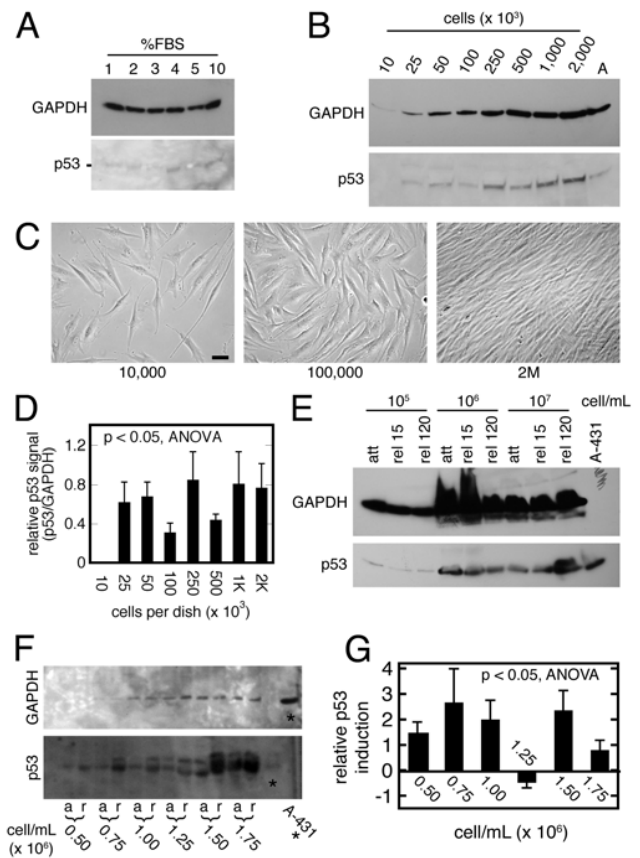 A
%FBS
1 2 3 4 5 10
GAPDH
p53
B
cells (x 10³)
10 25 50 100 250 500 1,000 2,000 A
GAPDH
p53
C
10,000 100,000 2M
D
p < 0.05, ANOVA
relative p53 signal
(p53/GAPDH)
1.2
0.8
0.4
0
10 25 50 100 250 500 1K 2K
cells per dish (x 10³)
E
10⁵ 10⁶ 10⁷ cell/mL
att rel 15 rel 120 att rel 15 rel 120 att rel 15 rel 120 A-431
GAPDH
p53
F
GAPDH
*
p53
*
a r a r a r a r a r a r A-431
*
cell/mL
(x 10⁶)
0.50 0.75 1.00 1.25 1.50 1.75
G
p < 0.05, ANOVA
relative p53
induction
4
3
2
1
0
-1
0.50 0.75 1.00 1.25 1.50 1.75
cell/mL (x 10⁶)